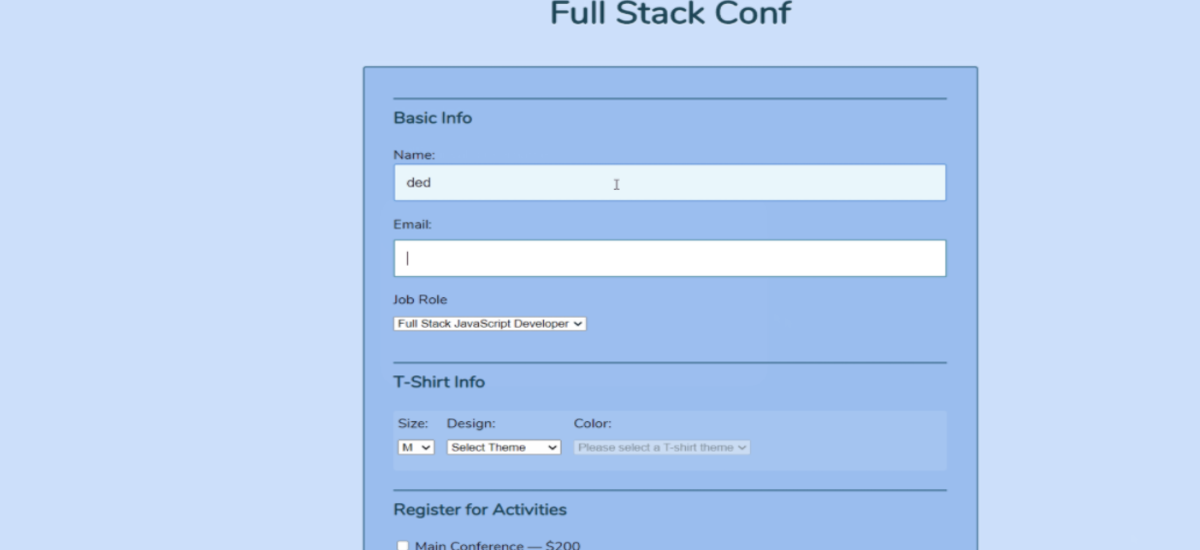 Full Stack Conf
Basic Info
Name:
ded
Email:
Job Role
Full Stack JavaScript Developer
T-Shirt Info
Size: Design: Color:
M Select Theme Please select a T-shirt theme
Register for Activities
Main Conference — $200